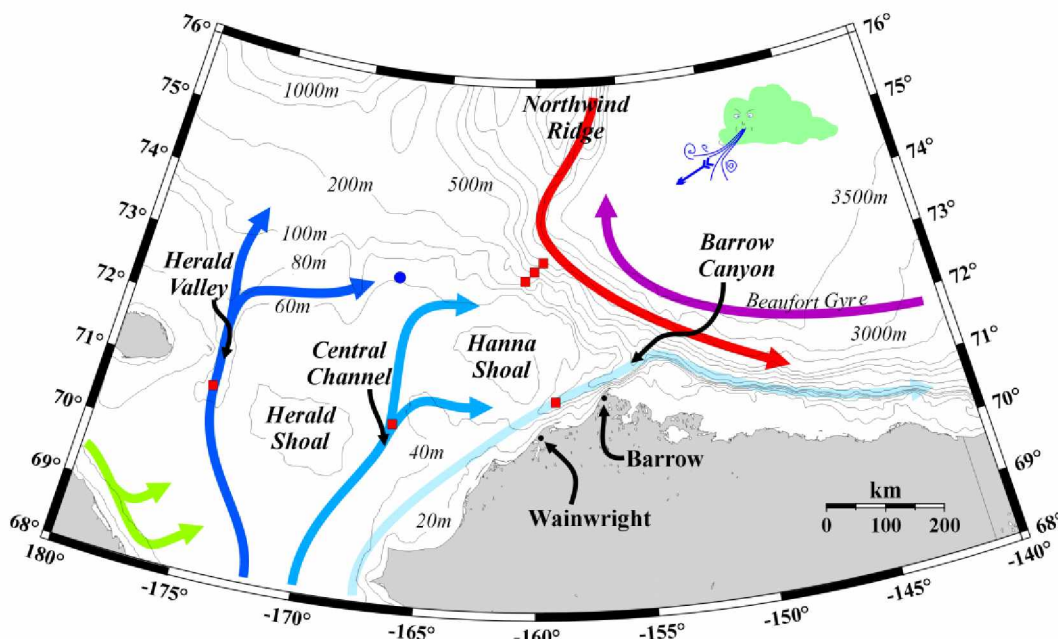 76°
75°
74°
73°
72°
71°
70°
69°
68°
180°
-175°
-170°
-165°
-160°
-155°
-150°
-145°
-140°
68°
69°
70°
71°
72°
73°
74°
75°
76°
1000m
Northwind
Ridge
200m
500m
3500m
100m
Herald
Valley
80m
60m
Barrow
Canyon
Beaufort Gyre
3000m
Central
Channel
Hanna
Shoal
Herald
Shoal
40m
20m
Barrow
Wainwright
km
0
100
200